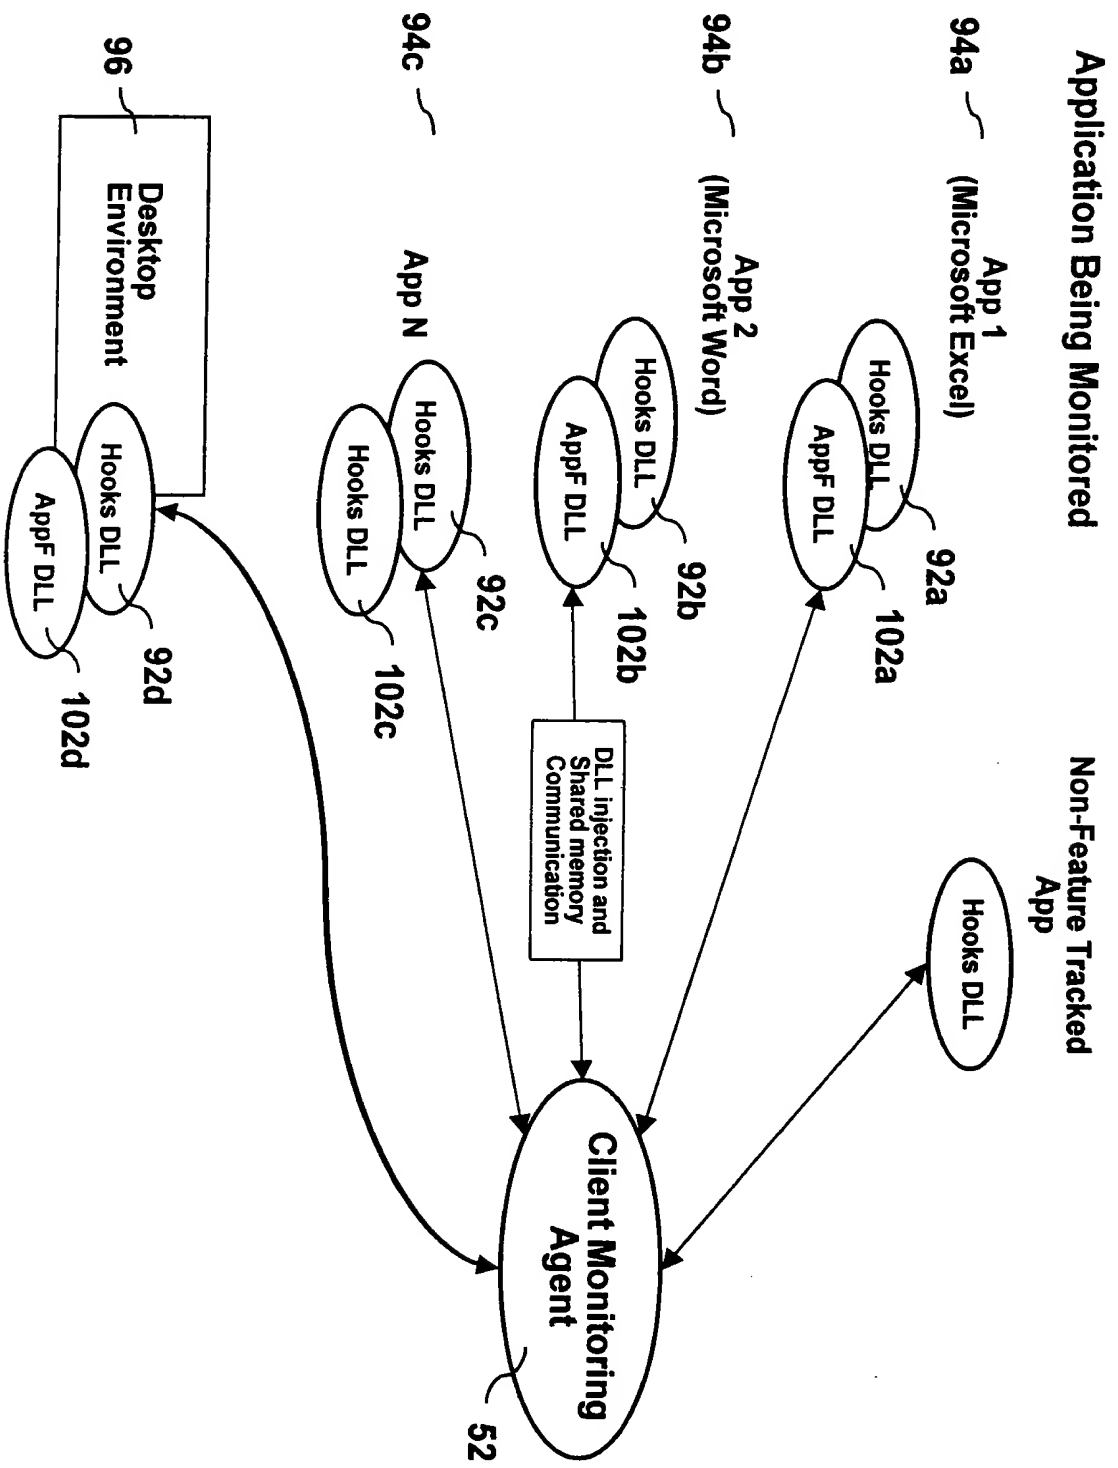 Application Being Monitored
Non-Feature Tracked
App
Hooks DLL
94a
App 1
(Microsoft Excel)
Hooks DLL
92a
AppF DLL
102a
94b
App 2
(Microsoft Word)
Hooks DLL
92b
AppF DLL
102b
DLL injection and
Shared memory
Communication
Client Monitoring
Agent
52
94c
App N
Hooks DLL
92c
Hooks DLL
102c
96
Desktop
Environment
Hooks DLL
92d
AppF DLL
102d